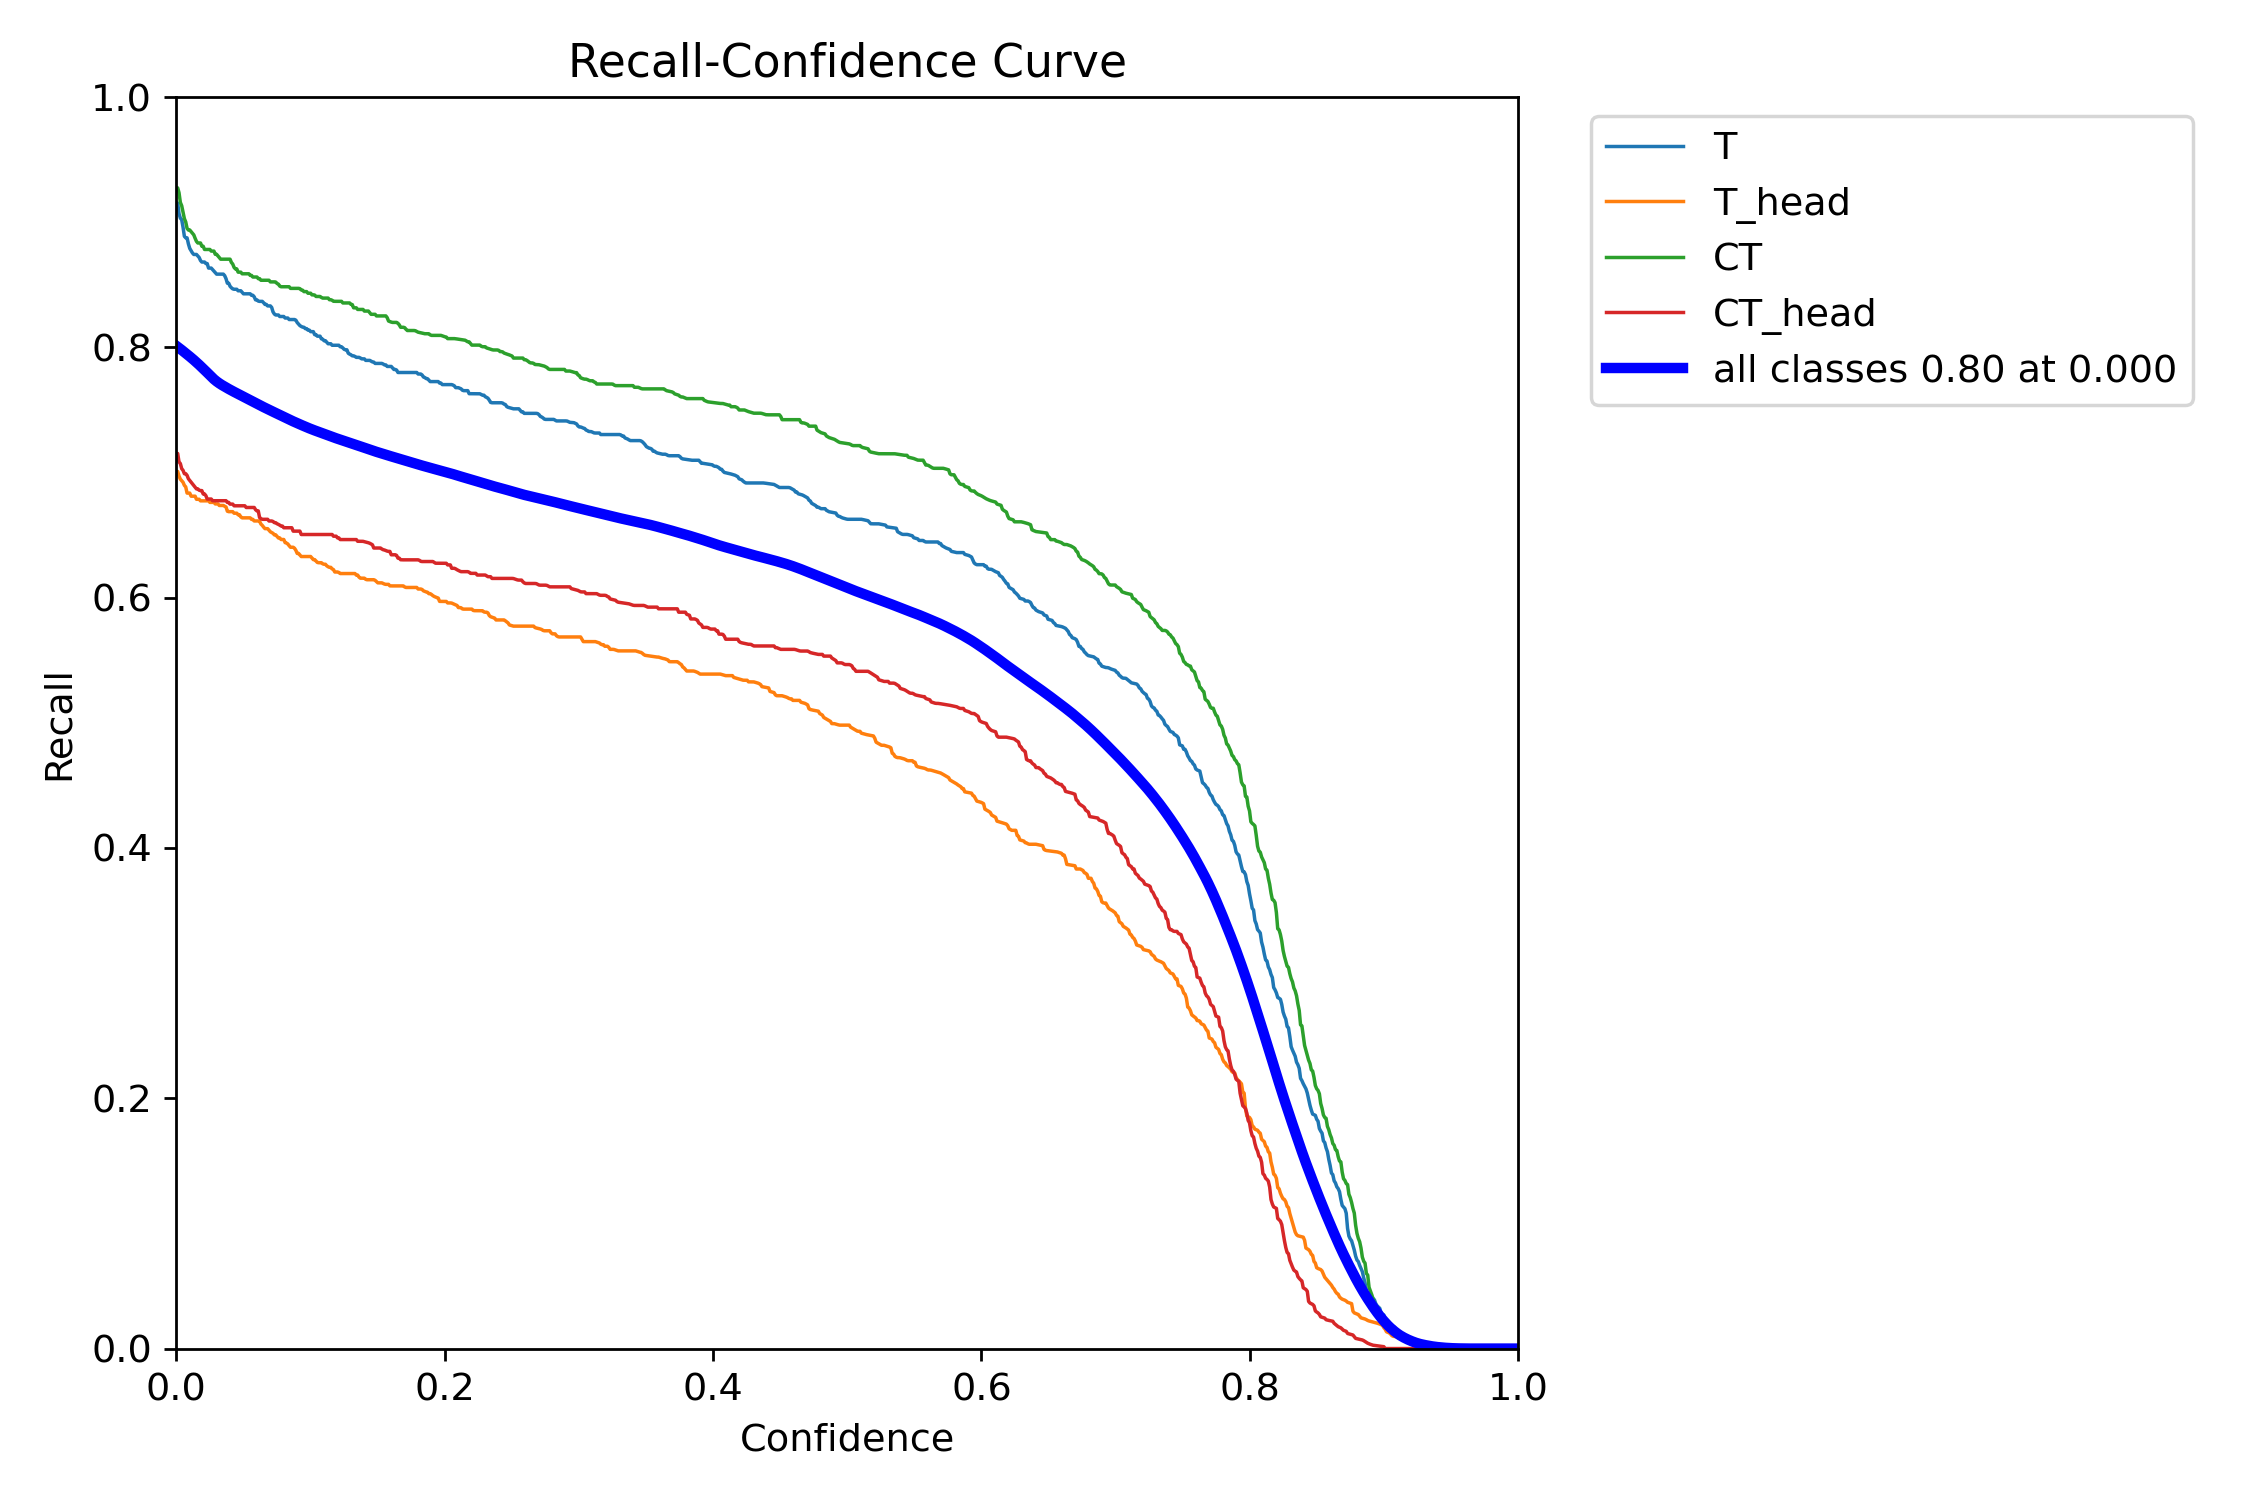 Recall-Confidence Curve
1.0
0.8
0.6
0.4
0.2
0.0
Recall
0.0 0.2 0.4 0.6 0.8 1.0
Confidence
T
T_head
CT
CT_head
all classes 0.80 at 0.000